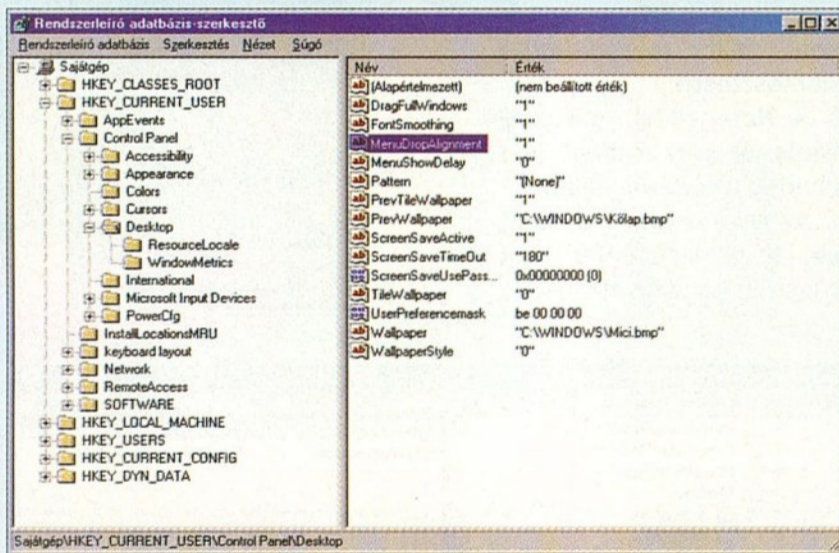 Rendszerleíró adatbázis-szerkesztő
Rendszerleíró adatbázis Szerkesztés Nézet Súgó
Sajátgép
HKEY_CLASSES_ROOT
HKEY_CURRENT_USER
AppEvents
Control Panel
Accessibility
Appearance
Colors
Cursors
Desktop
ResourceLocale
WindowMetrics
International
Microsoft Input Devices
PowerCfg
InstallLocationsMRU
keyboard layout
Network
RemoteAccess
SOFTWARE
HKEY_LOCAL_MACHINE
HKEY_USERS
HKEY_CURRENT_CONFIG
HKEY_DYN_DATA
Név Érték
(Alapértelmezett) (nem beállított érték)
DragFullWindows "1"
FontSmoothing "1"
MenuDropAlignment "1"
MenuShowDelay "0"
Pattern "(None)"
PrevTileWallpaper "1"
PrevWallpaper "C:\WINDOWS\Kőlap.bmp"
ScreenSaveActive "1"
ScreenSaveTimeOut "180"
ScreenSaveUsePass... 0x00000000 (0)
TileWallpaper "0"
UserPreferencemask be 00 00 00
Wallpaper "C:\WINDOWS\Mici.bmp"
WallpaperStyle "0"
Sajátgép\HKEY_CURRENT_USER\Control Panel\Desktop